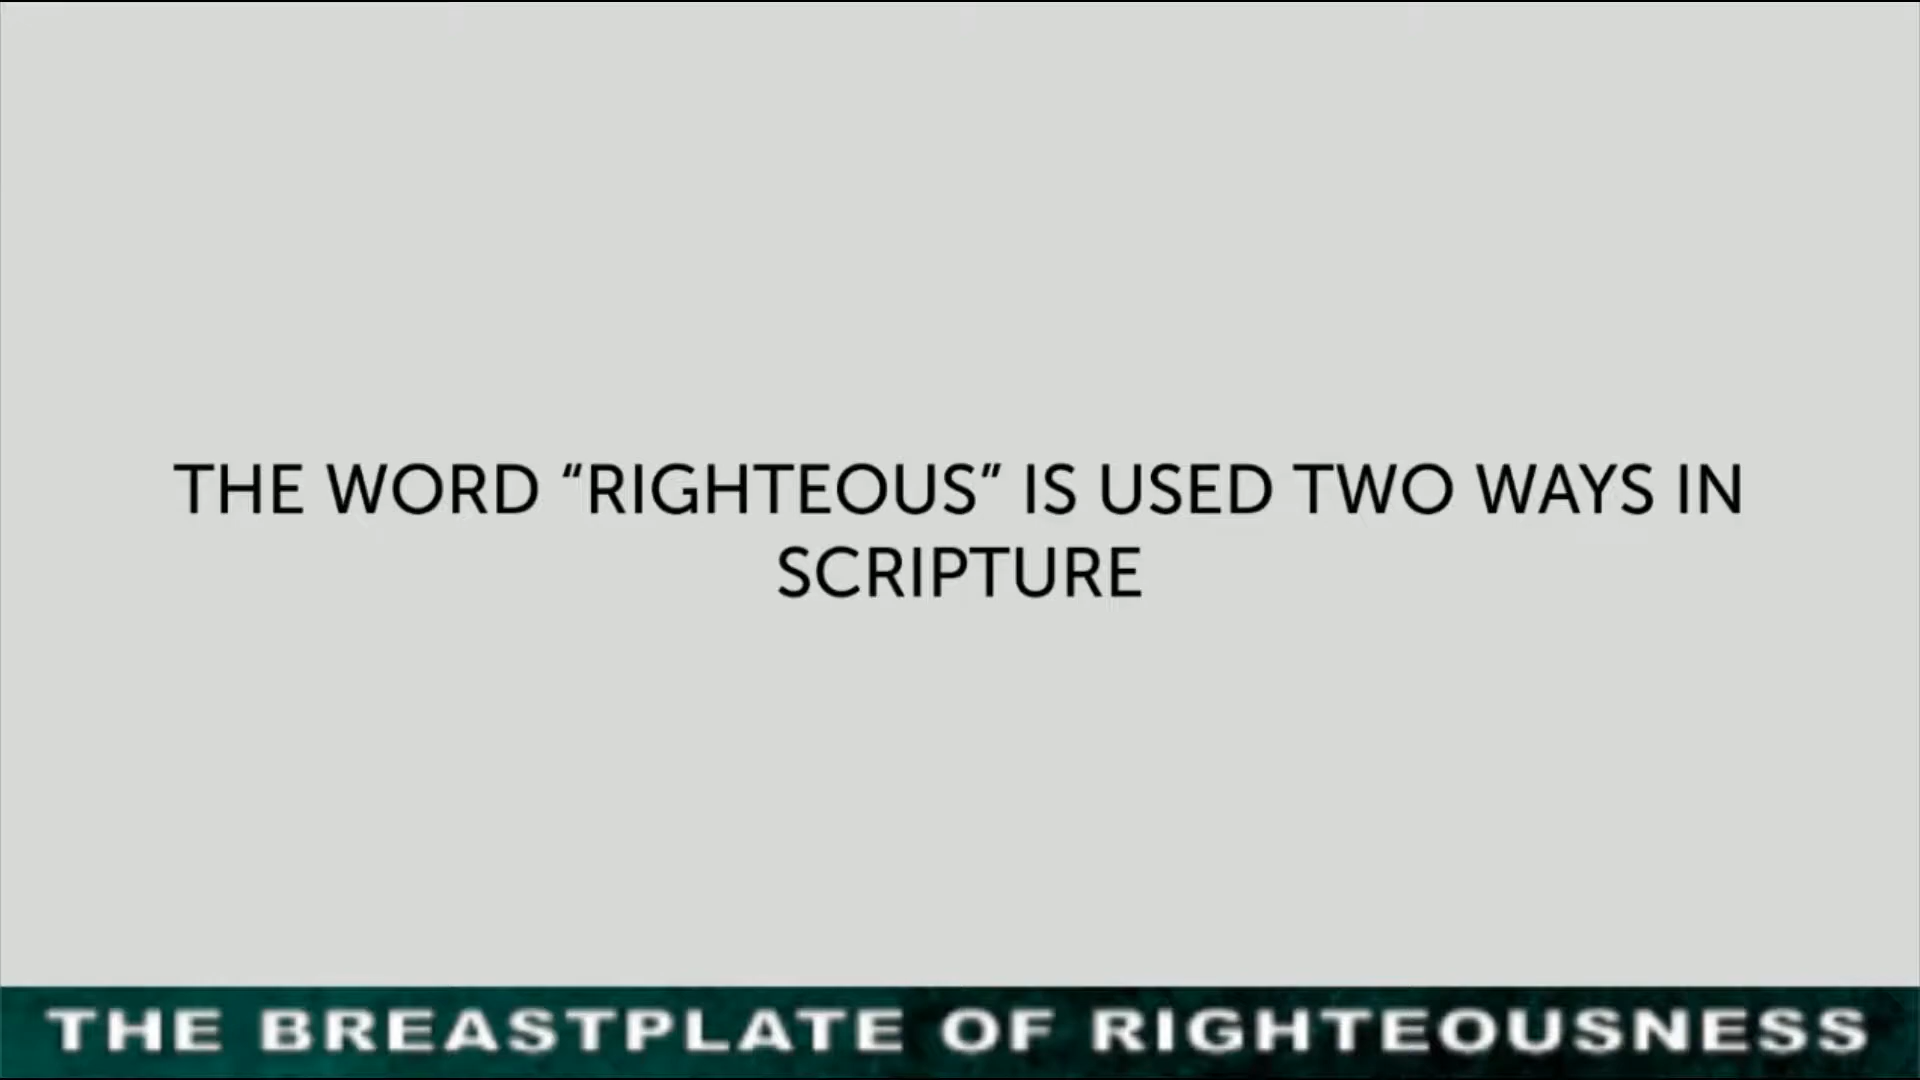 THE WORD “RIGHTEOUS” IS USED TWO WAYS IN
SCRIPTURE
THE BREASTPLATE OF RIGHTEOUSNESS